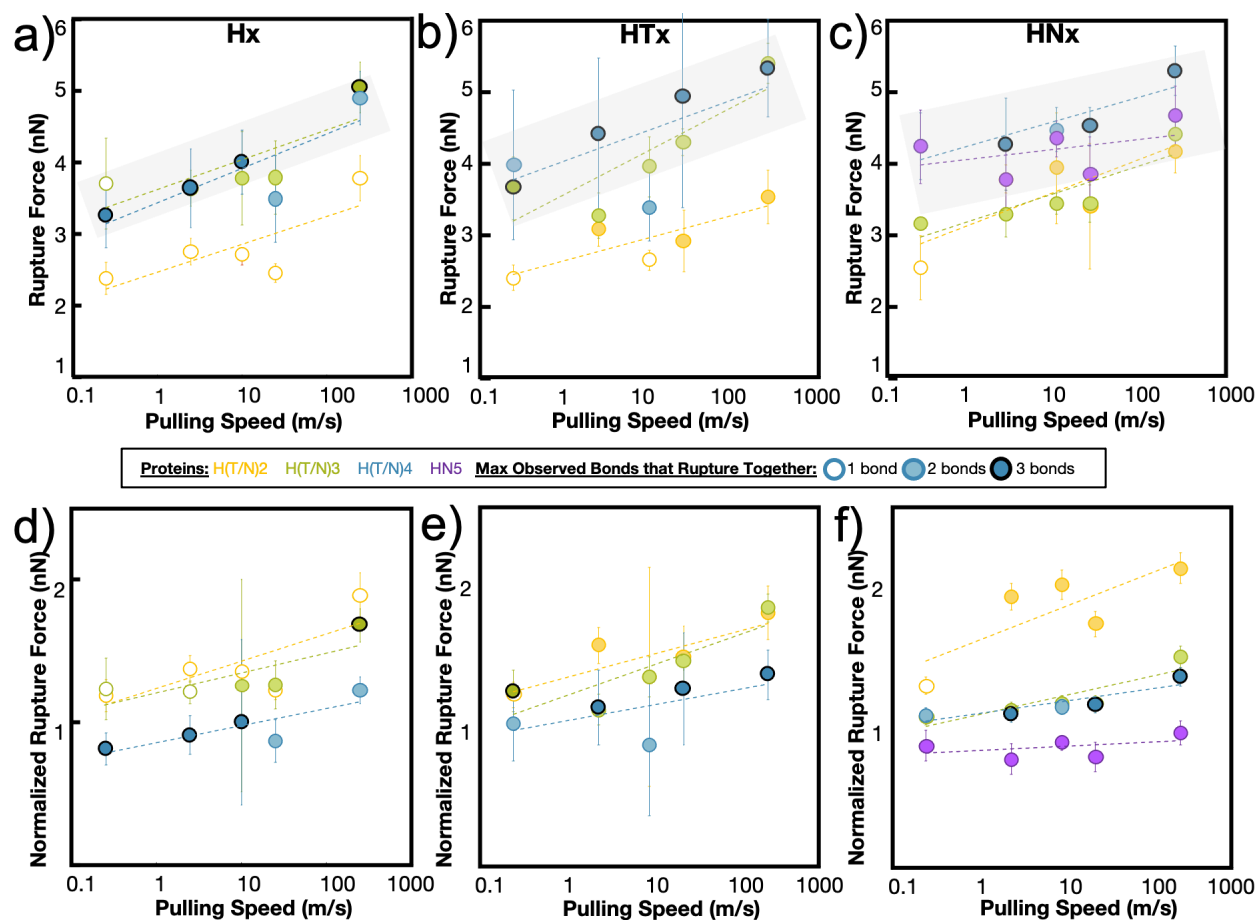 a)
Hx
b)
HTx
c)
HNx
Rupture Force (nN)
6
5
4
3
2
1
0.1 1 10 100 1000
Pulling Speed (m/s)
Rupture Force (nN)
6
5
4
3
2
1
0.1 1 10 100 1000
Pulling Speed (m/s)
Rupture Force (nN)
6
5
4
3
2
1
0.1 1 10 100 1000
Pulling Speed (m/s)
Proteins: H(T/N)2 H(T/N)3 H(T/N)4 HN5 Max Observed Bonds that Rupture Together: 1 bond 2 bonds 3 bonds
d)
e)
f)
Normalized Rupture Force (nN)
2
1
0.1 1 10 100 1000
Pulling Speed (m/s)
Normalized Rupture Force (nN)
2
1
0.1 1 10 100 1000
Pulling Speed (m/s)
Normalized Rupture Force (nN)
2
1
0.1 1 10 100 1000
Pulling Speed (m/s)